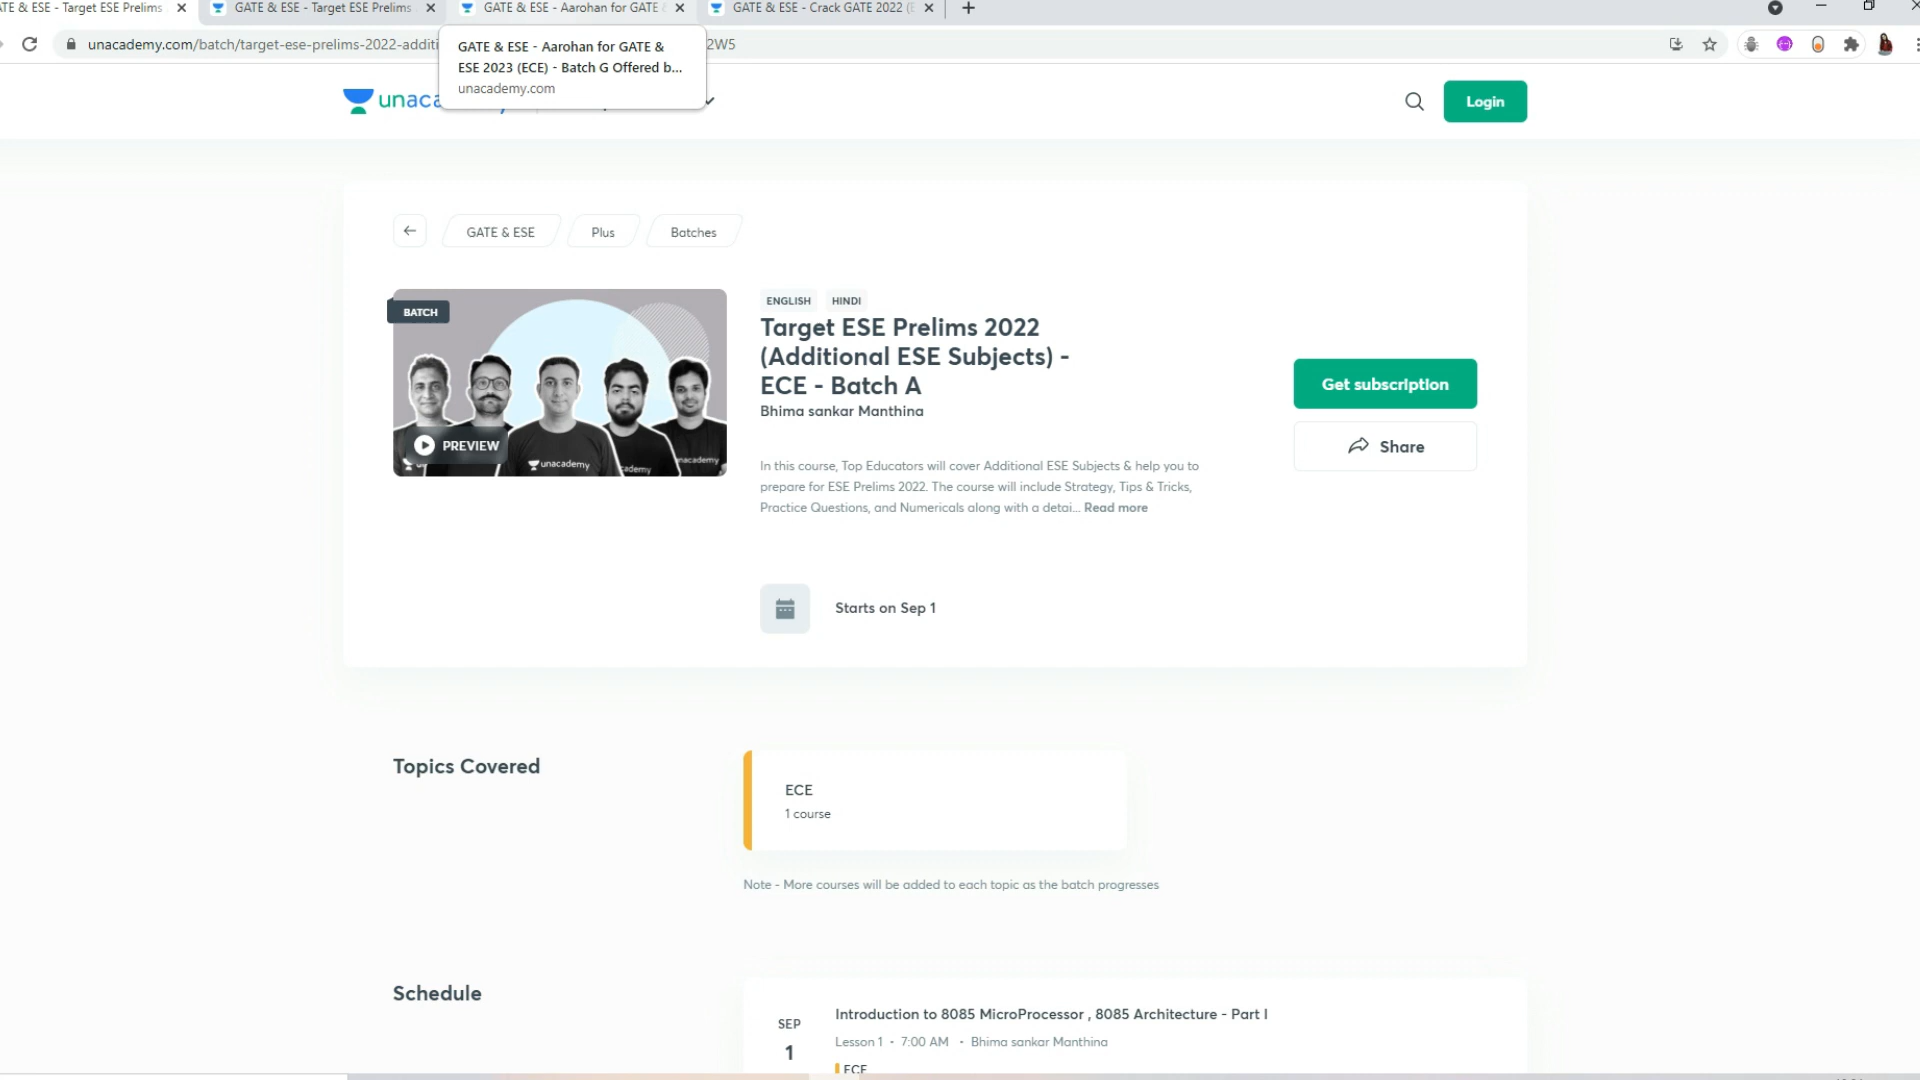 TE & ESE - Target ESE Prelims
GATE & ESE - Target ESE Prelims
GATE & ESE - Aarohan for GATE
GATE & ESE - Crack GATE 2022 (E
unacademy.com/batch/target-ese-prelims-2022-additi
2W5
GATE & ESE - Aarohan for GATE &
ESE 2023 (ECE) - Batch G Offered b...
unacademy.com
unac
Login
GATE & ESE
Plus
Batches
BATCH
PREVIEW
unacademy
cademy
nacademy
ENGLISH HINDI
Target ESE Prelims 2022
(Additional ESE Subjects) -
ECE - Batch A
Bhima sankar Manthina
In this course, Top Educators will cover Additional ESE Subjects & help you to
prepare for ESE Prelims 2022. The course will include Strategy, Tips & Tricks,
Practice Questions, and Numericals along with a detai... Read more
Get subscription
Share
Starts on Sep 1
Topics Covered
ECE
1 course
Note - More courses will be added to each topic as the batch progresses
Schedule
SEP
1
Introduction to 8085 MicroProcessor , 8085 Architecture - Part I
Lesson 1 • 7:00 AM • Bhima sankar Manthina
ECE